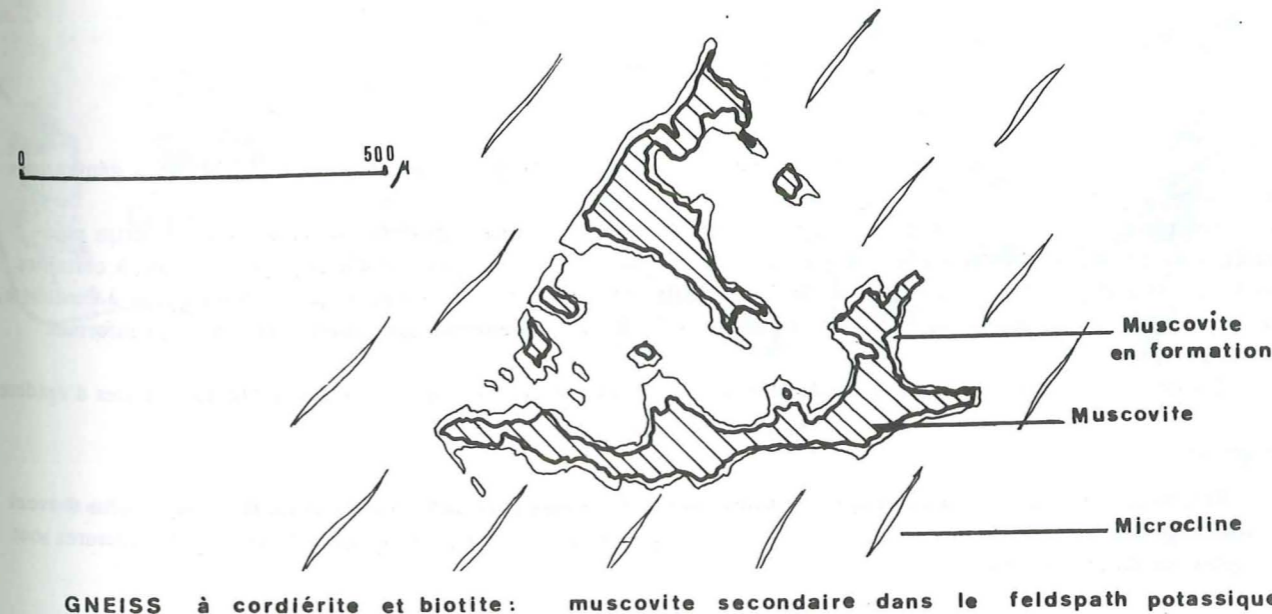 0 500 µ
Muscovite
en formation
Muscovite
Microcline
GNEISS à cordiérite et biotite: muscovite secondaire dans le feldspath potassique